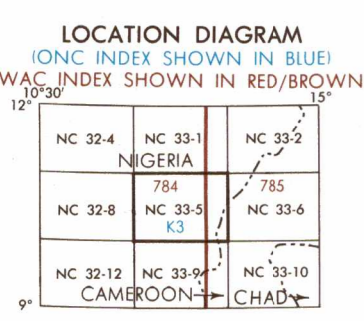 LOCATION DIAGRAM
(ONC INDEX SHOWN IN BLUE)
WAC INDEX SHOWN IN RED/BROWN
10°30' 15°
12°
NC 32-4 NC 33-1 NC 33-2
NIGERIA
784 785
NC 32-8 NC 33-5 NC 33-6
K3
NC 32-12 NC 33-9 NC 33-10
CAMEROON CHAD
9°